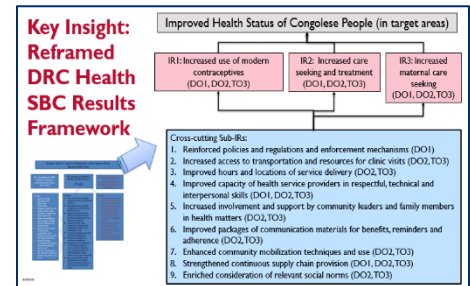 Key Insight:
Reframed
DRC Health
SBC Results
Framework
Improved Health Status of Congolese People (in target areas)
IR1: Increased use of modern
contraceptives
(DO1, DO2, TO3)
IR2: Increased care
seeking and treatment
(DO1, DO2, TO3)
IR3: Increased
maternal care
seeking
(DO1, DO2, TO3)
Cross-cutting Sub-IRs:
1. Reinforced policies and regulations and enforcement mechanisms (DO1)
2. Increased access to transportation and resources for clinic visits (DO2, TO3)
3. Improved hours and locations of service delivery (DO2, TO3)
4. Improved capacity of health service providers in respectful, technical and
interpersonal skills (DO1, DO2, TO3)
5. Increased involvement and support by community leaders and family members
in health matters (DO2, TO3)
6. Improved packages of communication materials for benefits, reminders and
adherence (DO2, TO3)
7. Enhanced community mobilization techniques and use (DO2, TO3)
8. Strengthened continuous supply chain provision (DO1, DO2, TO3)
9. Enriched consideration of relevant social norms (DO2, TO3)